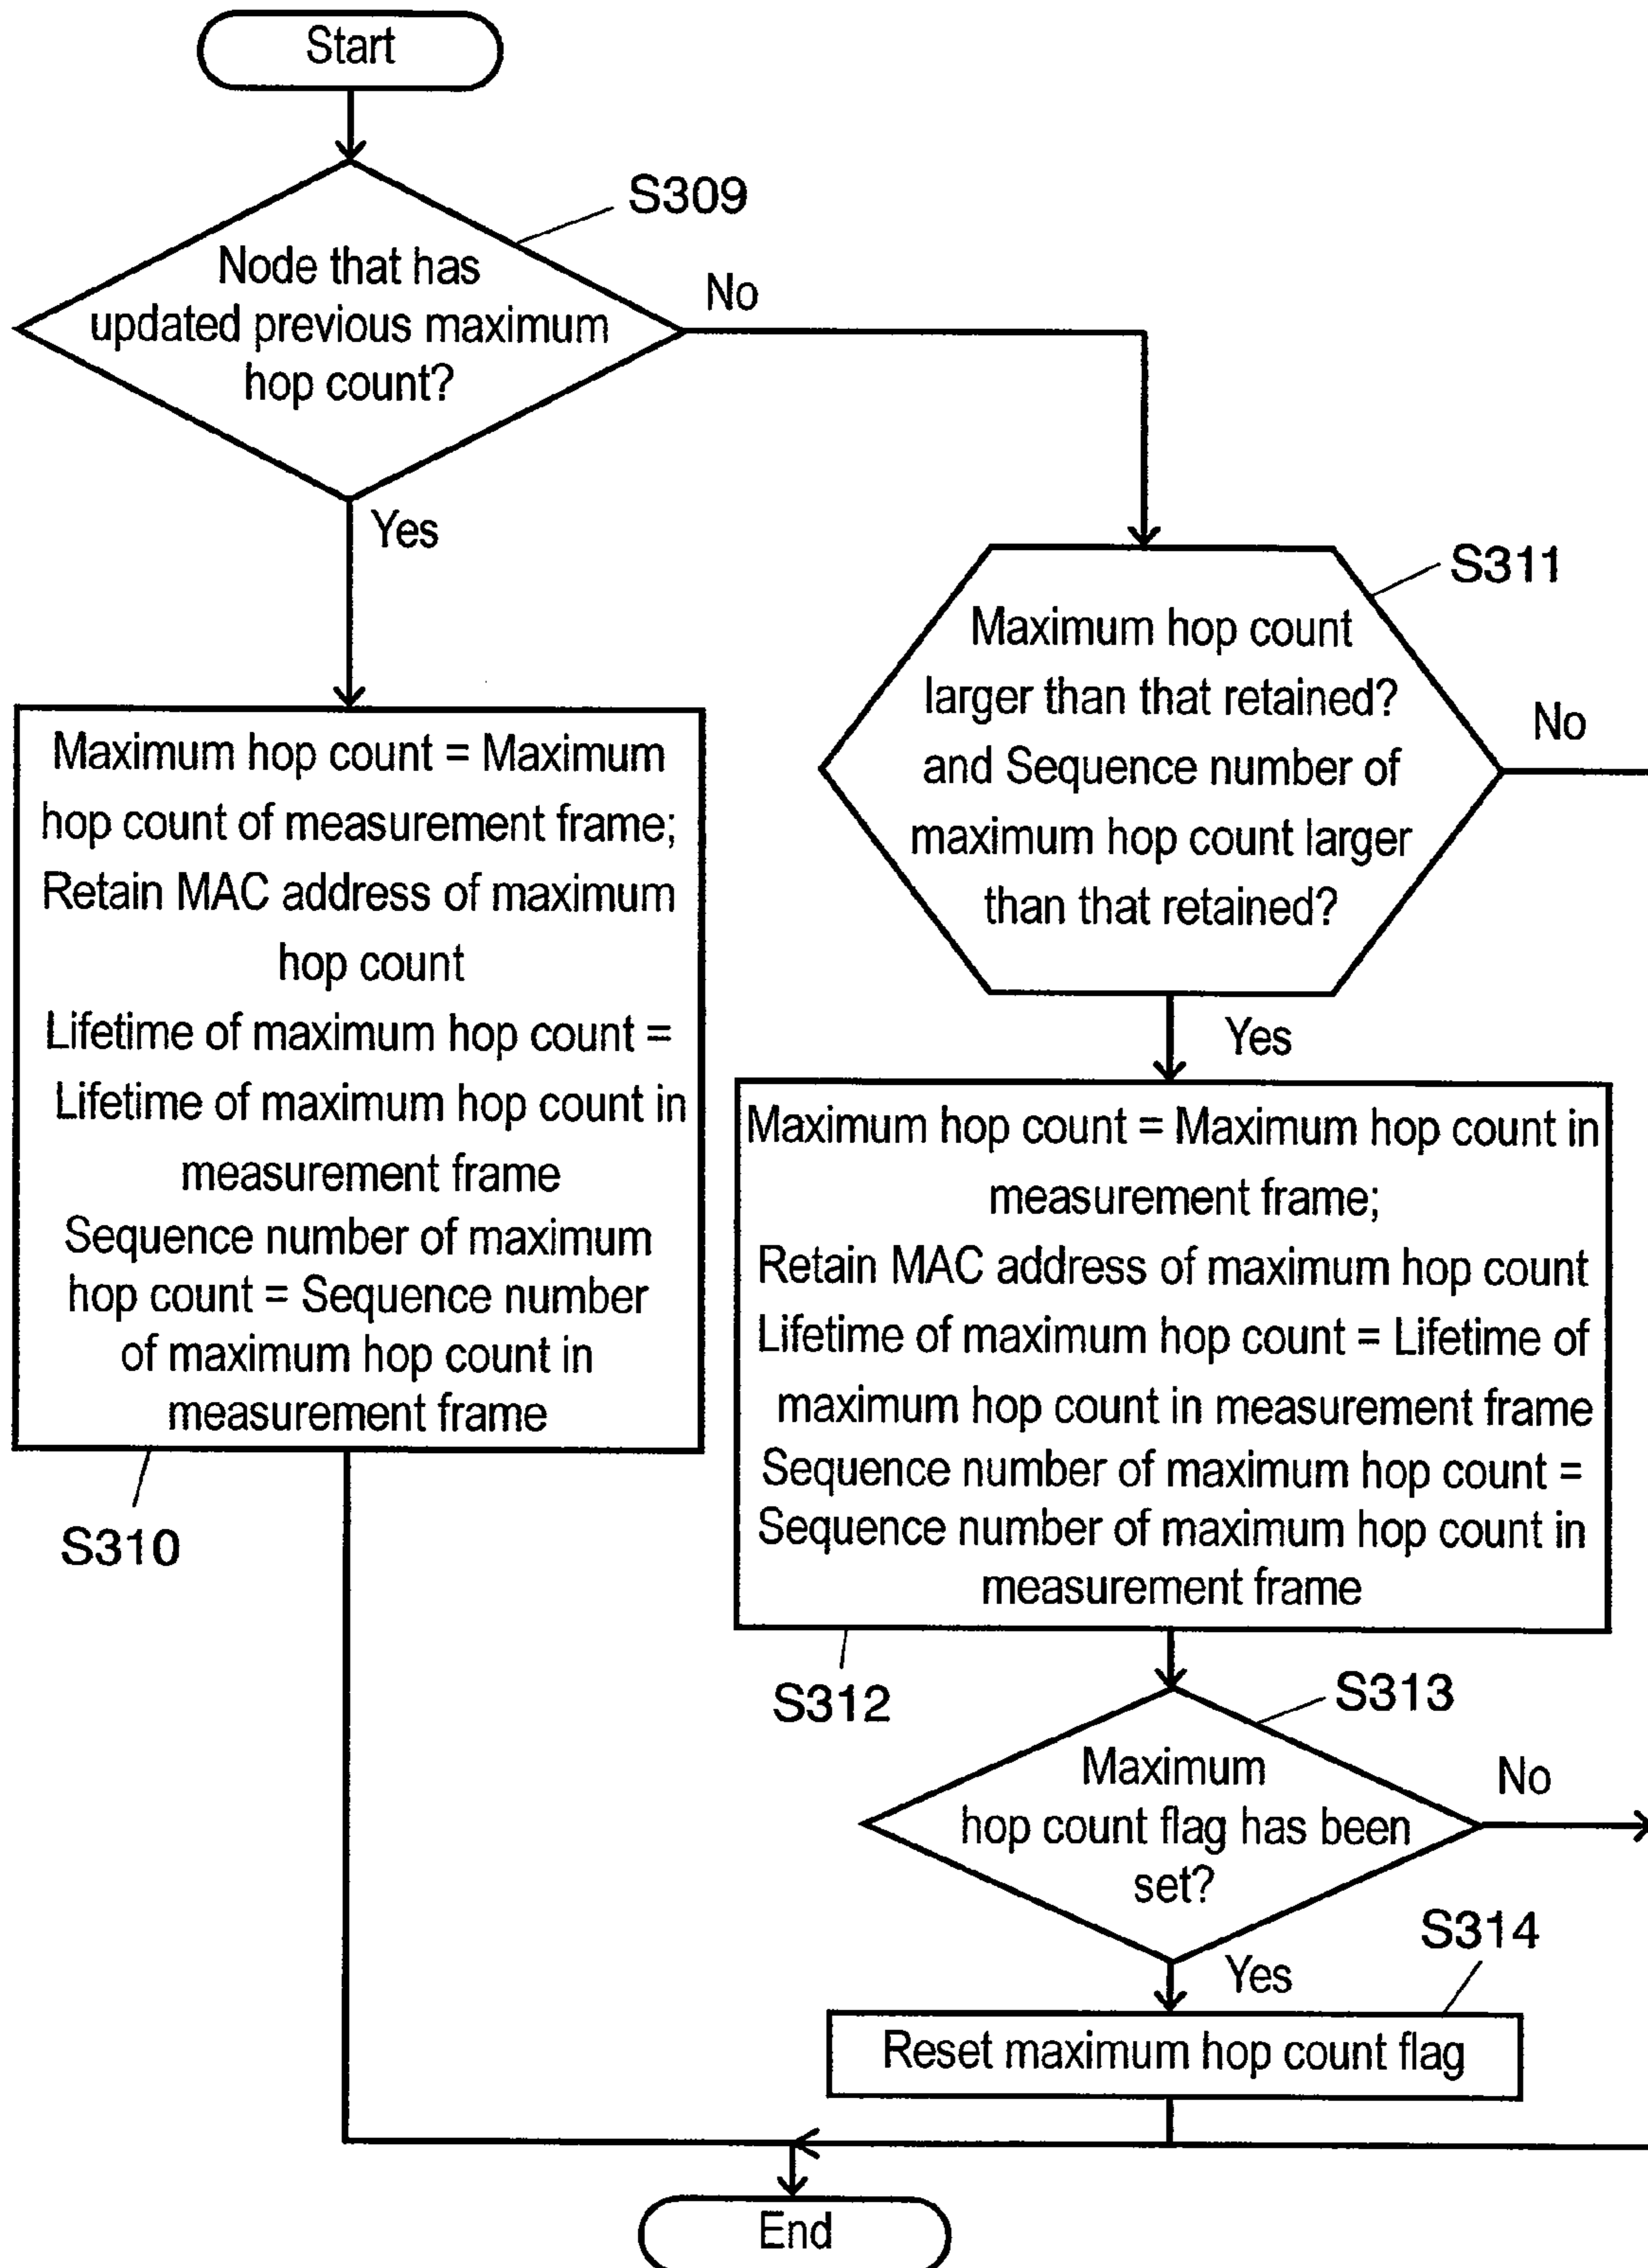 Start
S309
Node that has
updated previous maximum
hop count?
No
Yes
S311
Maximum hop count
larger than that retained?
and Sequence number of
maximum hop count larger
than that retained?
No
Yes
Maximum hop count = Maximum
hop count of measurement frame;
Retain MAC address of maximum
hop count
Lifetime of maximum hop count =
Lifetime of maximum hop count in
measurement frame
Sequence number of maximum
hop count = Sequence number
of maximum hop count in
measurement frame
S310
Maximum hop count = Maximum hop count in
measurement frame;
Retain MAC address of maximum hop count
Lifetime of maximum hop count = Lifetime of
maximum hop count in measurement frame
Sequence number of maximum hop count =
Sequence number of maximum hop count in
measurement frame
S312
S313
Maximum
hop count flag has been
set?
No
Yes
S314
Reset maximum hop count flag
End